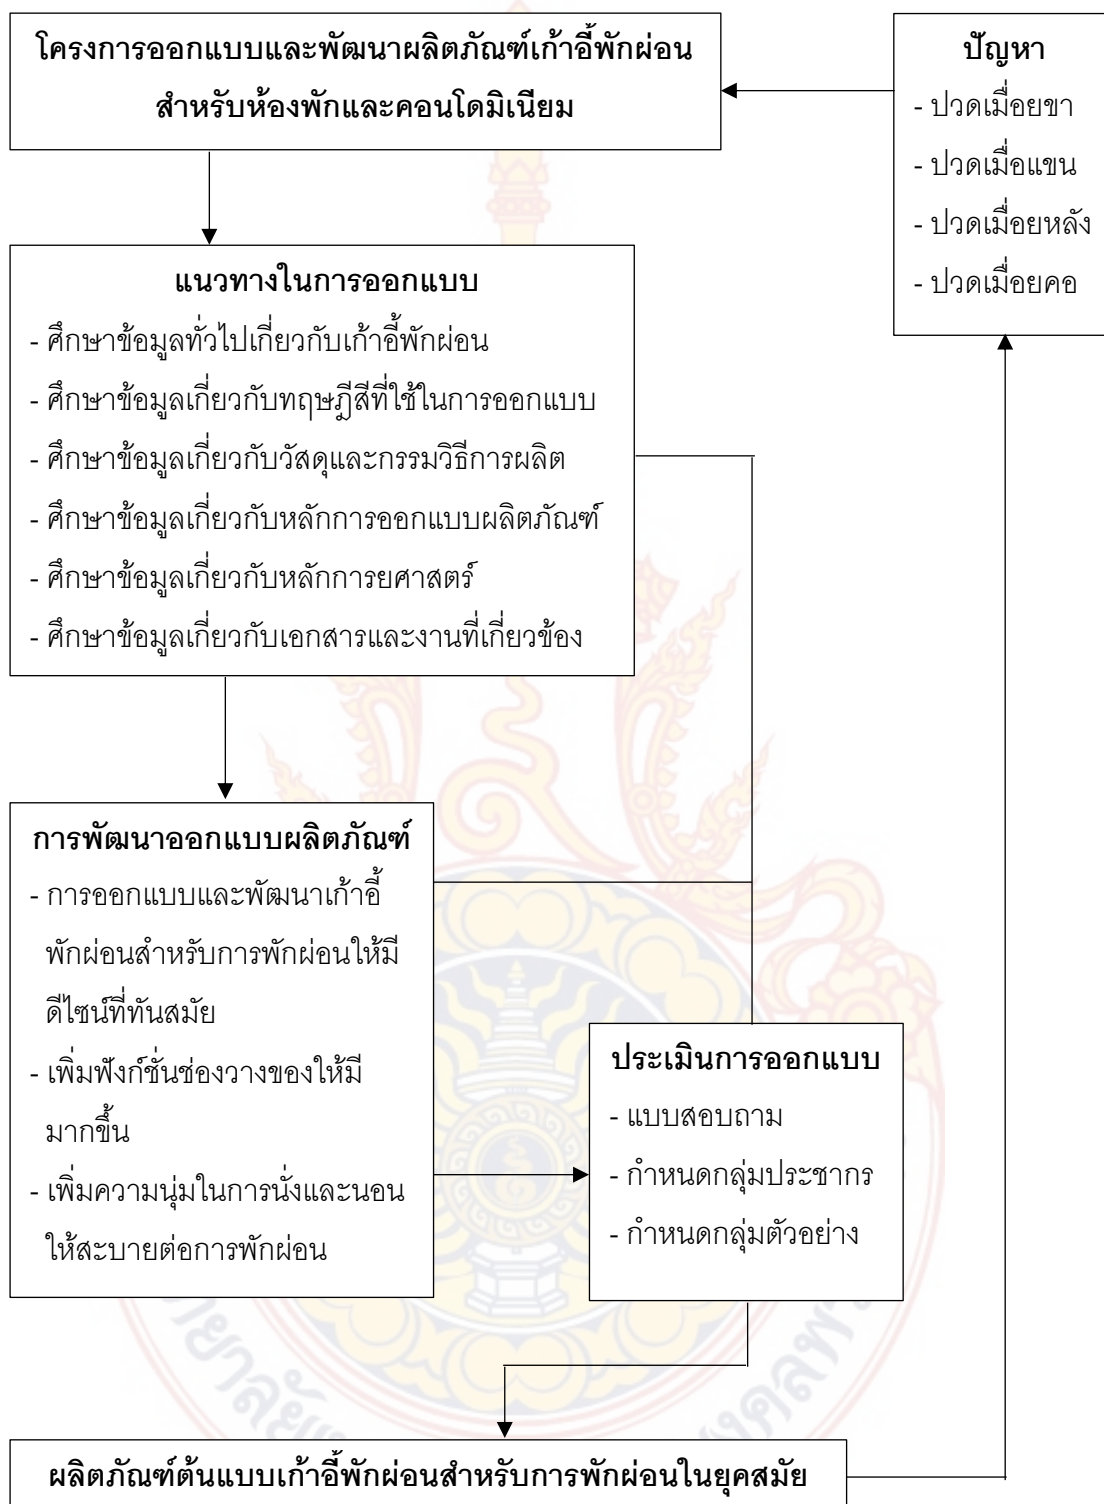 โครงการออกแบบและพัฒนาผลิตภัณฑ์เก้าอี้พักผ่อน
สำหรับห้องพักและคอนโดมิเนียม
ปัญหา
- ปวดเมื่อยขา
- ปวดเมื่อแขน
- ปวดเมื่อยหลัง
- ปวดเมื่อยคอ
แนวทางในการออกแบบ
- ศึกษาข้อมูลทั่วไปเกี่ยวกับเก้าอี้พักผ่อน
- ศึกษาข้อมูลเกี่ยวกับทฤษฎีสีที่ใช้ในการออกแบบ
- ศึกษาข้อมูลเกี่ยวกับวัสดุและกรรมวิธีการผลิต
- ศึกษาข้อมูลเกี่ยวกับหลักการออกแบบผลิตภัณฑ์
- ศึกษาข้อมูลเกี่ยวกับหลักการยศาสตร์
- ศึกษาข้อมูลเกี่ยวกับเอกสารและงานที่เกี่ยวข้อง
การพัฒนาออกแบบผลิตภัณฑ์
- การออกแบบและพัฒนาเก้าอี้
พักผ่อนสำหรับการพักผ่อนให้มี
ดีไซน์ที่ทันสมัย
- เพิ่มฟังก์ชั่นช่องวางของให้มี
มากขึ้น
- เพิ่มความนุ่มในการนั่งและนอน
ให้สะบายต่อการพักผ่อน
ประเมินการออกแบบ
- แบบสอบถาม
- กำหนดกลุ่มประชากร
- กำหนดกลุ่มตัวอย่าง
ผลิตภัณฑ์ต้นแบบเก้าอี้พักผ่อนสำหรับการพักผ่อนในยุคสมัย